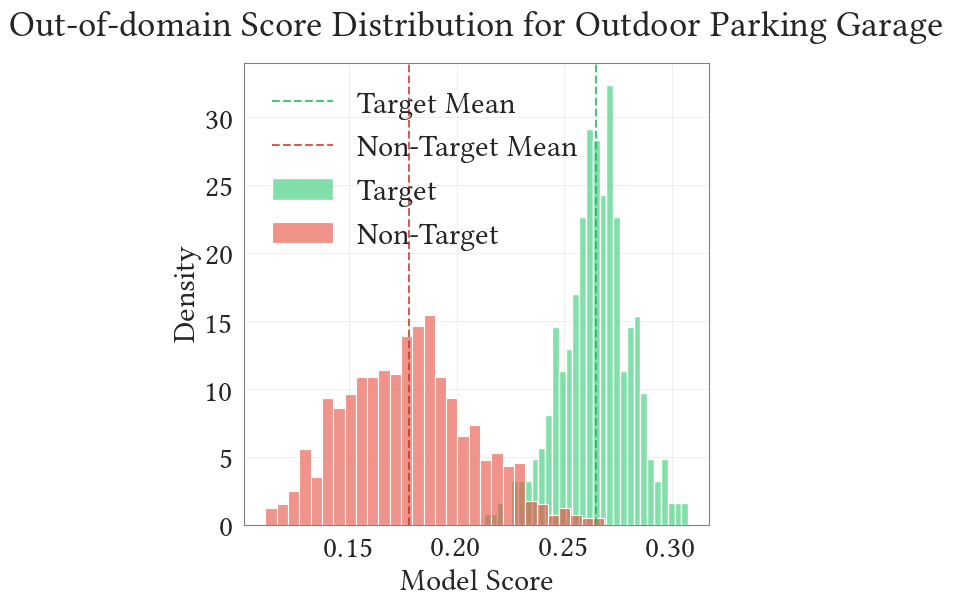 Out-of-domain Score Distribution for Outdoor Parking Garage
Target Mean
Non-Target Mean
Target
Non-Target
Density
30
25
20
15
10
5
0
0.15 0.20 0.25 0.30
Model Score